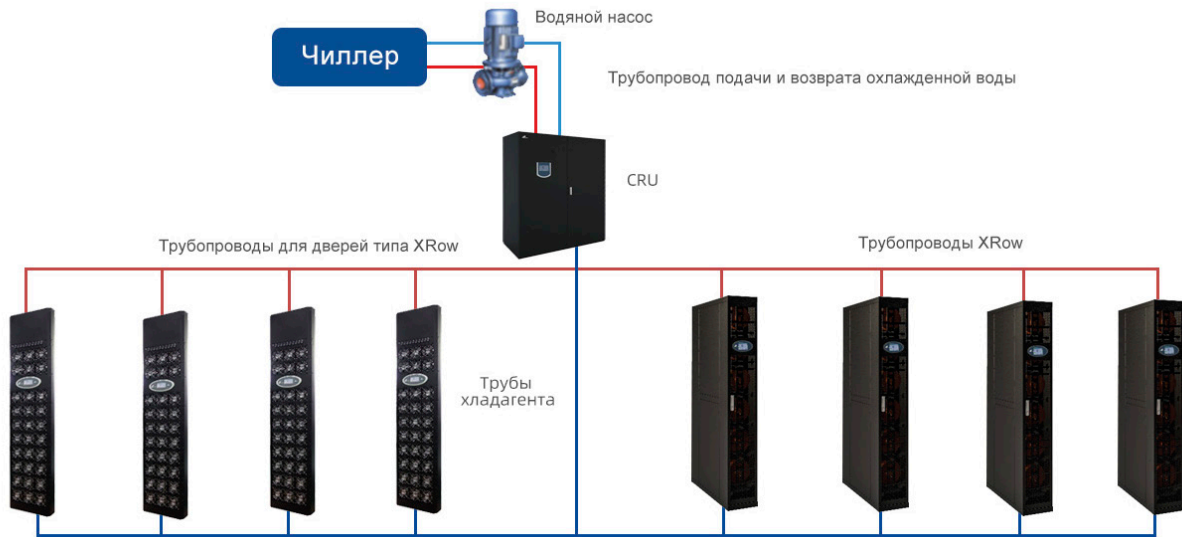 Водяной насос
Чиллер
Трубопровод подачи и возврата охлажденной воды
CRU
Трубопроводы для дверей типа XRow
Трубопроводы XRow
Трубы
хладагента